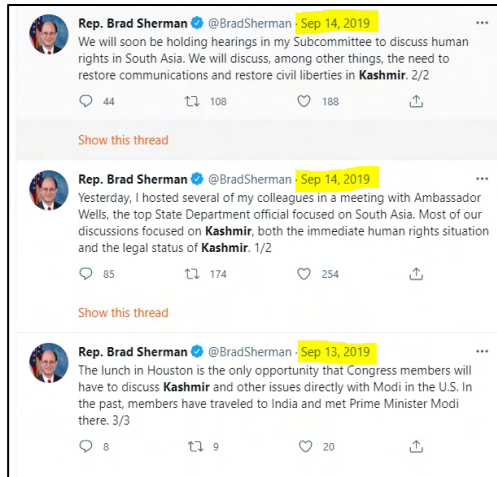 Rep. Brad Sherman @BradSherman · Sep 14, 2019 ...
We will soon be holding hearings in my Subcommittee to discuss human
rights in South Asia. We will discuss, among other things, the need to
restore communications and restore civil liberties in Kashmir. 2/2
44 108 188
Show this thread
Rep. Brad Sherman @BradSherman · Sep 14, 2019 ...
Yesterday, I hosted several of my colleagues in a meeting with Ambassador
Wells, the top State Department official focused on South Asia. Most of our
discussions focused on Kashmir, both the immediate human rights situation
and the legal status of Kashmir. 1/2
85 174 254
Show this thread
Rep. Brad Sherman @BradSherman · Sep 13, 2019 ...
The lunch in Houston is the only opportunity that Congress members will
have to discuss Kashmir and other issues directly with Modi in the U.S. In
the past, members have traveled to India and met Prime Minister Modi
there. 3/3
8 9 20